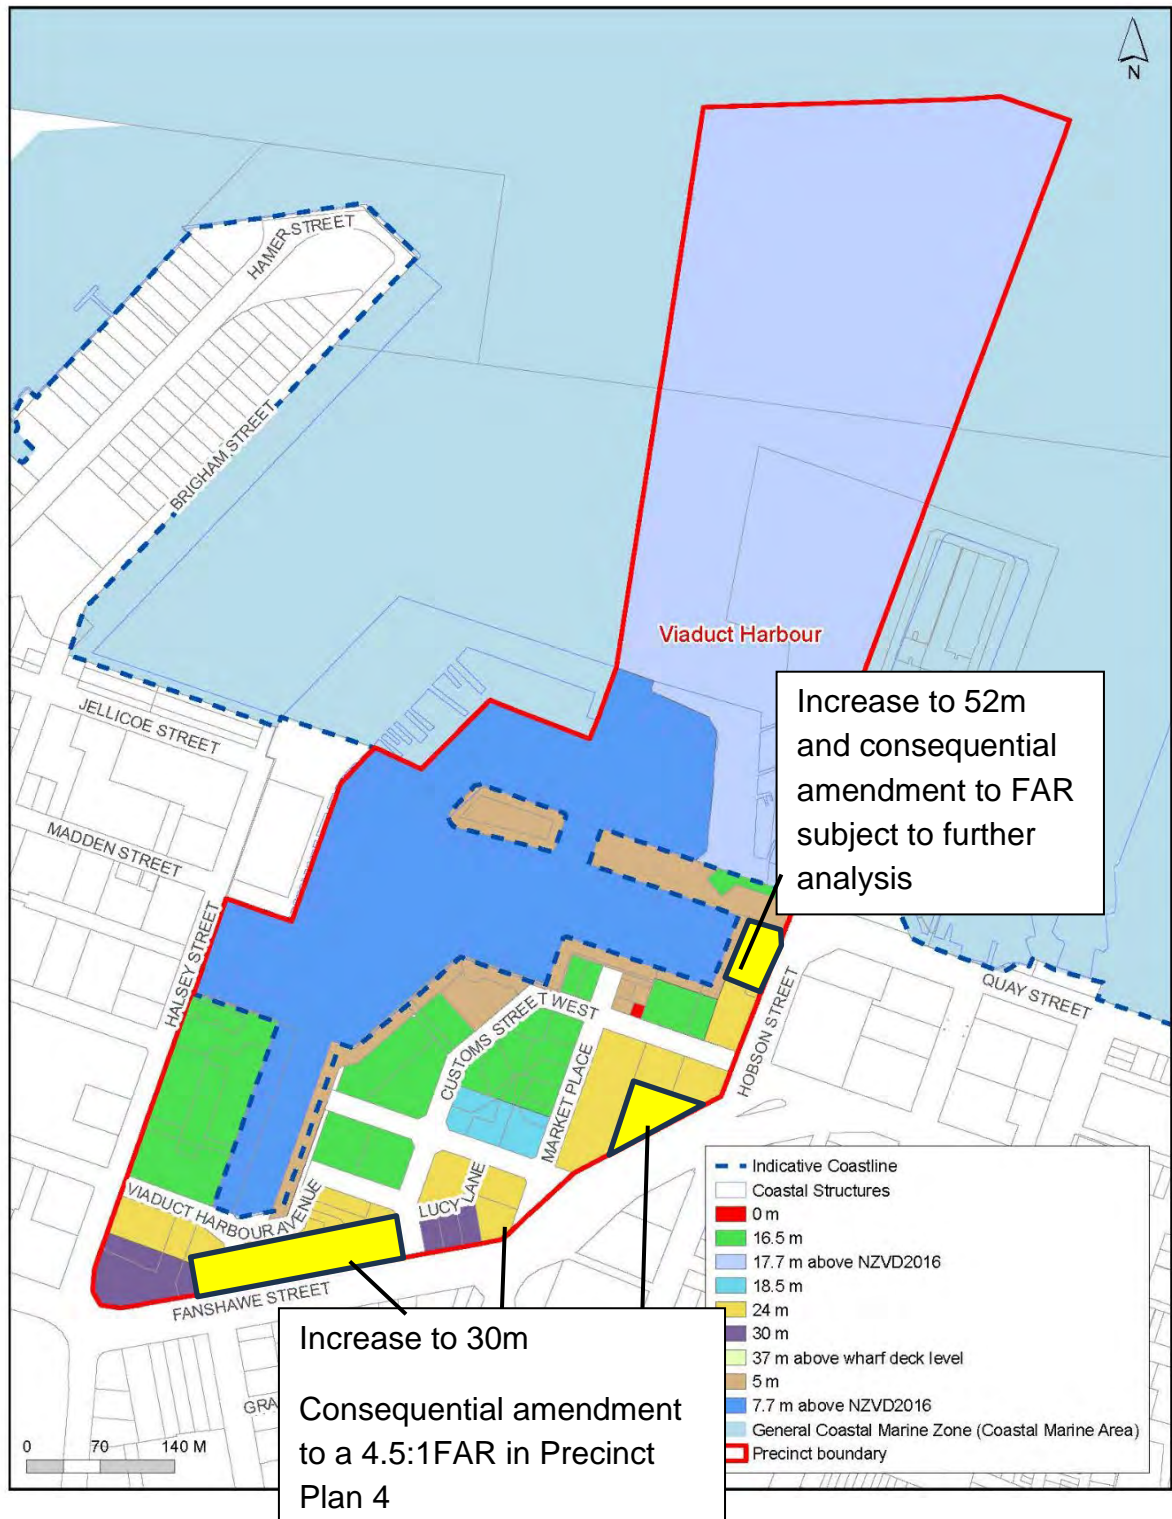 N
HAMER STREET
BRIGHAM STREET
Viaduct Harbour
JELLICOE STREET
Increase to 52m
and consequential
amendment to FAR
subject to further
analysis
MADDEN STREET
HALSEY STREET
QUAY STREET
CUSTOMS STREET WEST
HOBSON STREET
MARKET PLACE
LUCY LANE
VIADUCT HARBOUR AVENUE
FANSHAWE STREET
Indicative Coastline
Coastal Structures
0 m
16.5 m
17.7 m above NZVD2016
18.5 m
24 m
30 m
37 m above wharf deck level
5 m
7.7 m above NZVD2016
General Coastal Marine Zone (Coastal Marine Area)
Precinct boundary
Increase to 30m
Consequential amendment
to a 4.5:1FAR in Precinct
Plan 4
GRA
0 70 140 M